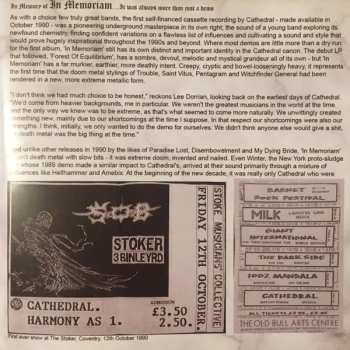 In Memory of In Memoriam...It was always more than just a demo
As with a choice few truly great bands, the first self-financed cassette recording by Cathedral - made available in
October 1990 - was a pioneering underground masterpiece in its own right; the sound of a young band exploring its
newfound chemistry, finding confident variations on a flawless list of influences and cultivating a sound and style that
would prove hugely inspirational throughout the 1990s and beyond. Where most demos are little more than a dry run
for the first album, 'In Memoriam' still has its own distinct and important identity in the Cathedral canon. The debut LP
that followed, 'Forest Of Equilibrium', has a sombre, devout, melodic and mystical grandeur all of its own - but 'In
Memoriam' has a far murkier, earthier, more deathly intent. Creepy, cryptic and bowel-loosengly heavy, it represents
the first time that the doom metal stylings of Trouble, Saint Vitus, Pentagram and Witchfinder General had been
rendered in a new, more extreme metallic form.
"I don't think we had much choice to be honest," reckons Lee Dorrian, looking back on the earliest days of Cathedral.
"We'd come from heavier backgrounds, me in particular. We weren't the greatest musicians in the world at the time
and the only way we knew was to be extreme, as that's what seemed to come more naturally. We unwittingly created
something new, mainly due to our shortcomings at the time I suppose. In that respect our shortcomings were also our
strengths. I think, initially, we only wanted to do the demo for ourselves. We didn't think anyone else would give a shit,
death metal was the big thing at the time."
unlike other releases in 1990 by the likes of Paradise Lost, Disembowelment and My Dying Bride, 'In Memoriam'
isn't death metal with slow bits - it was extreme doom, invented and nailed. Even Winter, the New York proto-sludge
whose 1989 demo made a similar impact to Cathedral's, arrived at their sound primarily through a mixture of
influences like Hellhammer and Amebix. At the beginning of the new decade, it was really only Cathedral who were
S.O.B
STOKER
3 BINLEY RD
CATHEDRAL.
HARMONY AS 1.
ADMISSION
£3.50
2.50.
STOKE MUSICIANS COLLECTIVE
FRIDAY 12TH OCTOBER.
BARNET
ROCK FESTIVAL
MILK
GIANT
INTERNATIONAL
THE DARK SIDE
IDDZ MANDALA
CATHEDRAL
THE OLD BULL ARTS CENTRE
First ever show at The Stoker, Coventry, 12th October 1990